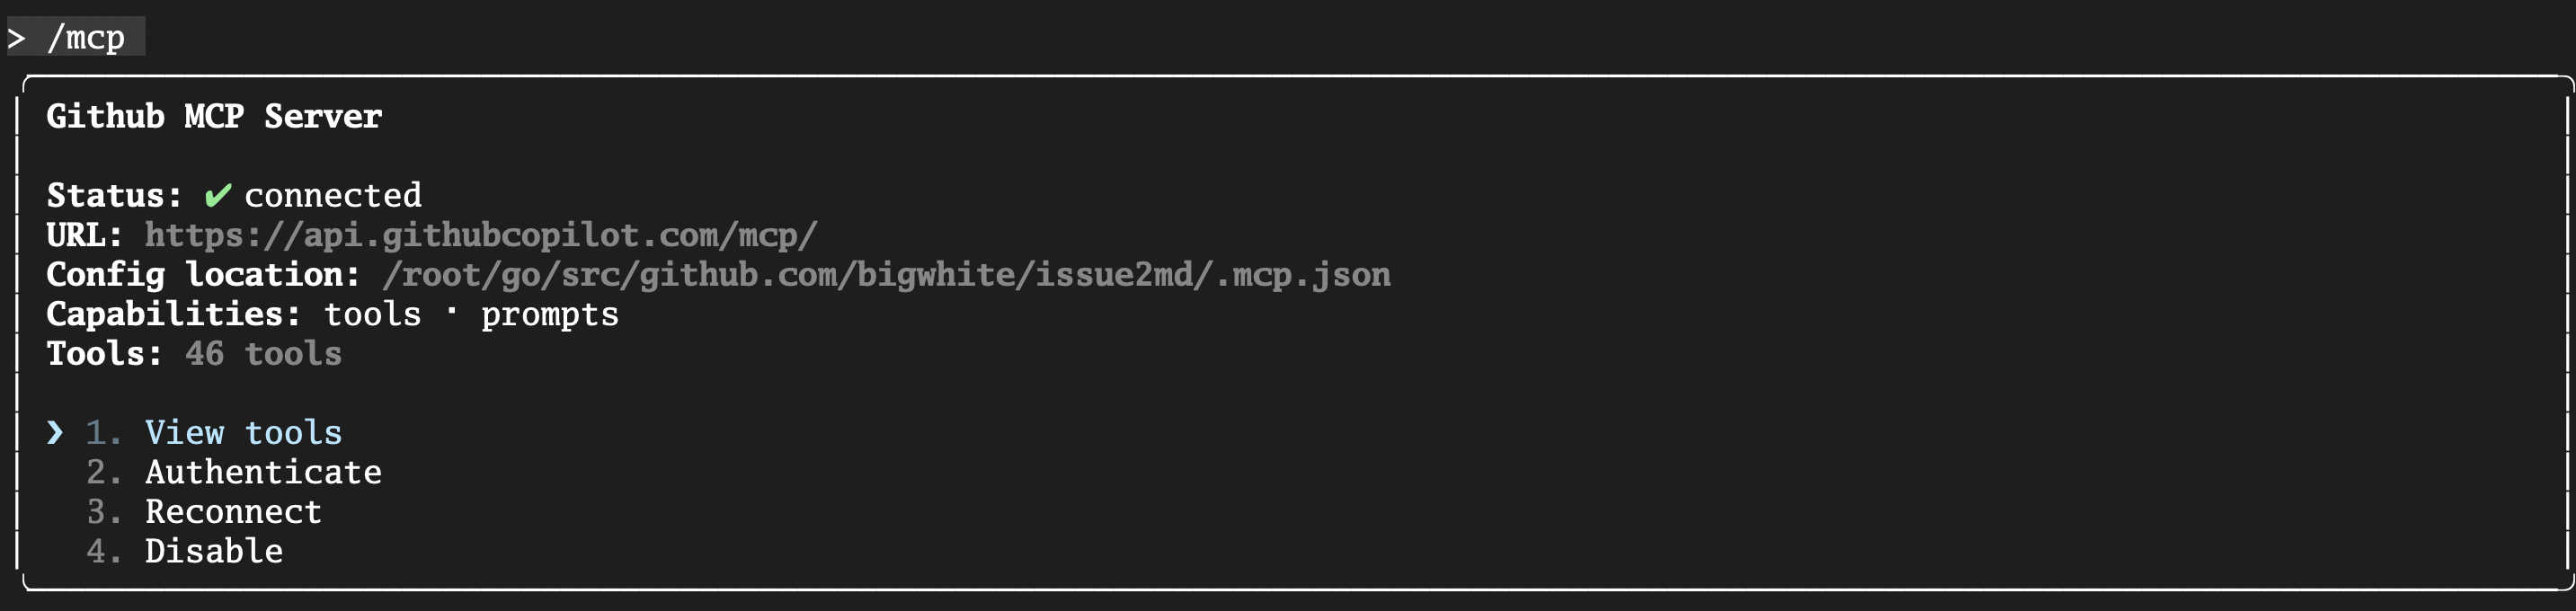 > /mcp
Github MCP Server
Status: ✔ connected
URL: https://api.githubcopilot.com/mcp/
Config location: /root/go/src/github.com/bigwhite/issue2md/.mcp.json
Capabilities: tools · prompts
Tools: 46 tools
❯ 1. View tools
2. Authenticate
3. Reconnect
4. Disable